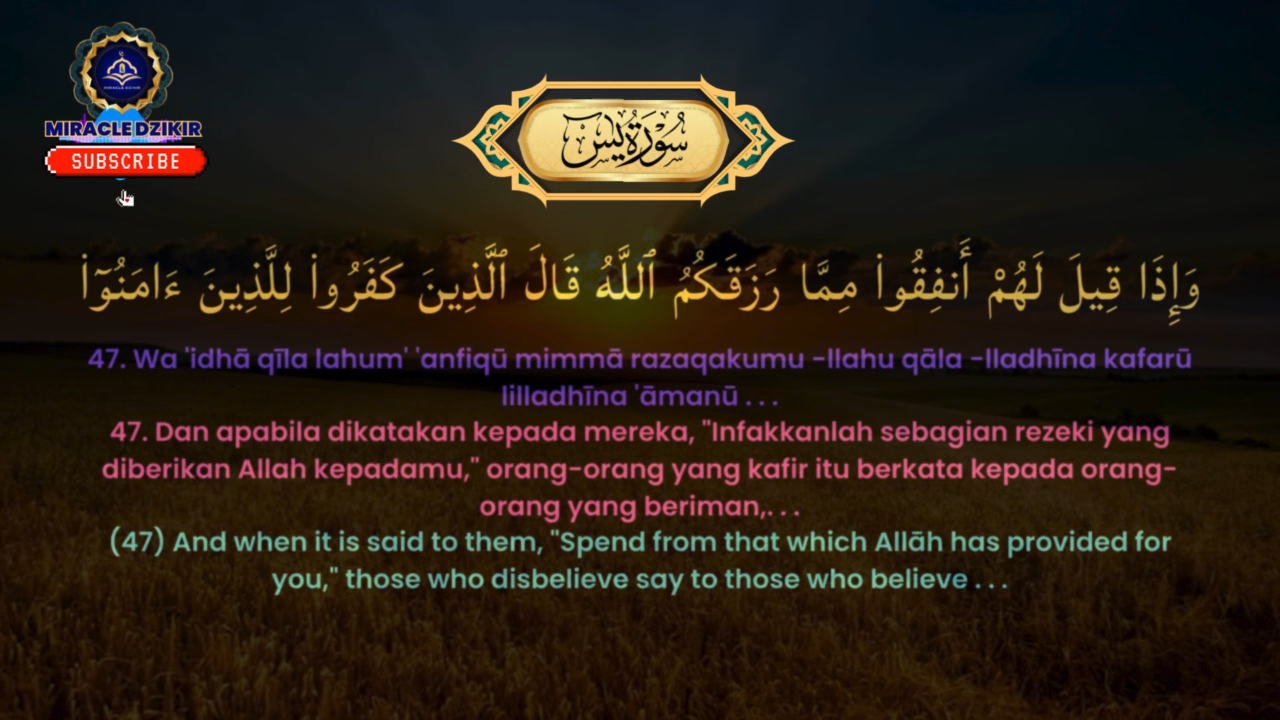 MIRACLE DZIKIR
MIRACLE DZIKIR
SUBSCRIBE
سُورَةُ يس
وَإِذَا قِيلَ لَهُمْ أَنفِقُوا۟ مِمَّا رَزَقَكُمُ ٱللَّهُ قَالَ ٱلَّذِينَ كَفَرُوا۟ لِلَّذِينَ ءَامَنُوٓا۟
47. Wa 'idhā qīla lahum' 'anfiqū mimmā razaqakumu -llahu qāla -lladhīna kafarū
lilladhīna 'āmanū . . .
47. Dan apabila dikatakan kepada mereka, "Infakkanlah sebagian rezeki yang
diberikan Allah kepadamu," orang-orang yang kafir itu berkata kepada orang-
orang yang beriman,. . .
(47) And when it is said to them, "Spend from that which Allāh has provided for
you," those who disbelieve say to those who believe . . .